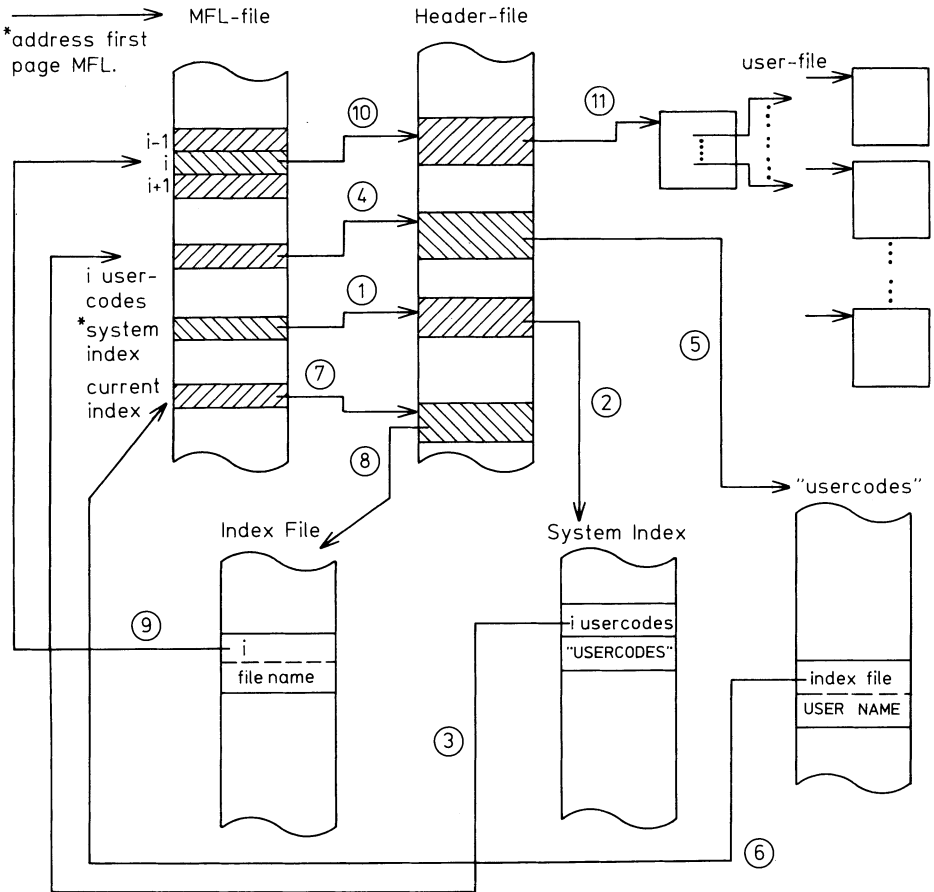 MFL-file
Header-file
*address first
page MFL.
user-file
10
11
i-1
i
i+1
4
i user-
codes
1
*system
index
5
current
index
7
2
8
"usercodes"
Index File
System Index
9
i
file name
i usercodes
"USERCODES"
index file
USER NAME
3
6